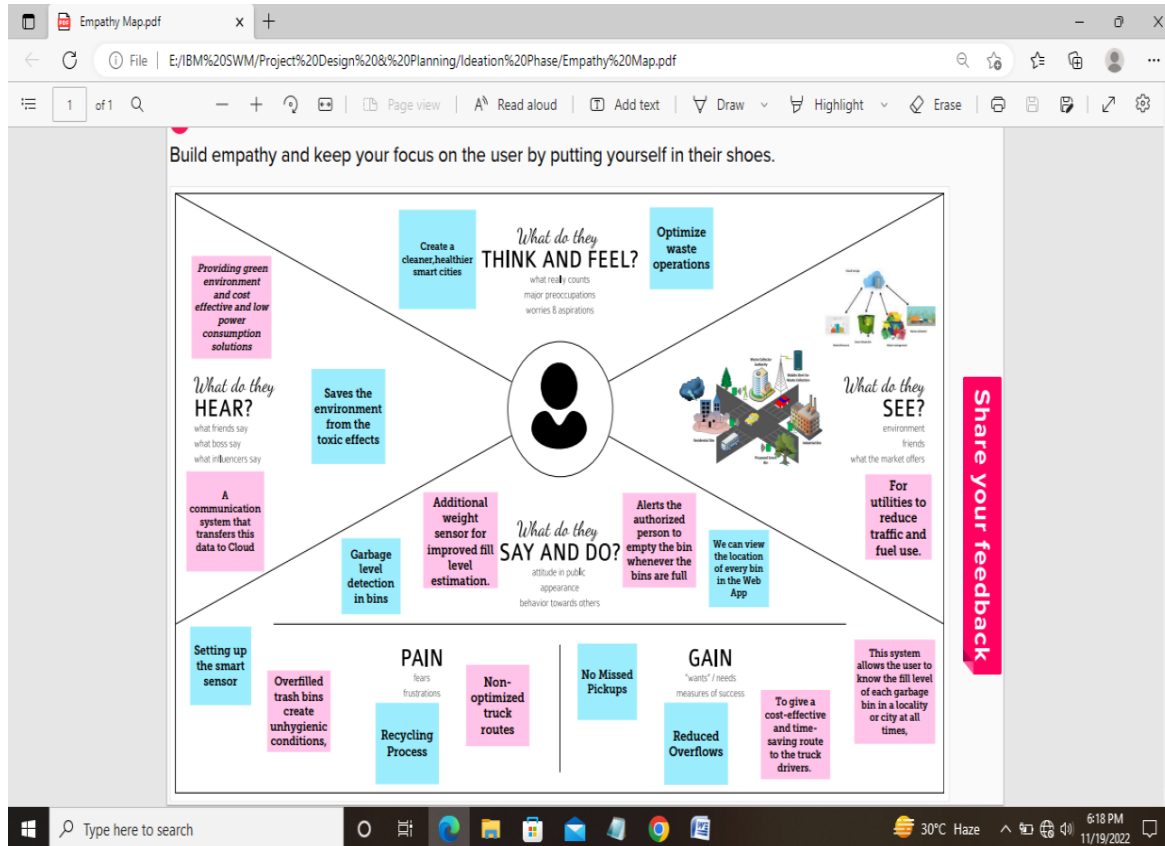 Empathy Map.pdf
File
E:/IBM%20SWM/Project%20Design%20&%20Planning/Ideation%20Phase/Empathy%20Map.pdf
1 of 1
Page view
Read aloud
Add text
Draw
Highlight
Erase
Build empathy and keep your focus on the user by putting yourself in their shoes.
Create a
cleaner,healthier
smart cities
What do they
THINK AND FEEL?
what really counts
major preoccupations
worries & aspirations
Optimize
waste
operations
Providing green
environment
and cost
effective and low
power
consumption
solutions
What do they
HEAR?
what friends say
what boss say
what influencers say
Saves the
environment
from the
toxic effects
A
communication
system that
transfers this
data to Cloud
What do they
SEE?
environment
friends
what the market offers
For
utilities to
reduce
traffic and
fuel use.
Garbage
level
detection
in bins
Additional
weight
sensor for
improved fill
level
estimation.
What do they
SAY AND DO?
attitude in public
appearance
behavior towards others
Alerts the
authorized
person to
empty the bin
whenever the
bins are full
We can view
the location
of every bin
in the Web
App
Setting up
the smart
sensor
Overfilled
trash bins
create
unhygienic
conditions,
PAIN
fears
frustrations
Recycling
Process
Non-
optimized
truck
routes
No Missed
Pickups
GAIN
"wants" / needs
measures of success
Reduced
Overflows
To give a
cost-effective
and time-
saving route
to the truck
drivers.
This system
allows the user to
know the fill level
of each garbage
bin in a locality
or city at all
times,
Share your feedback
Type here to search
30°C Haze
6:18 PM
11/19/2022